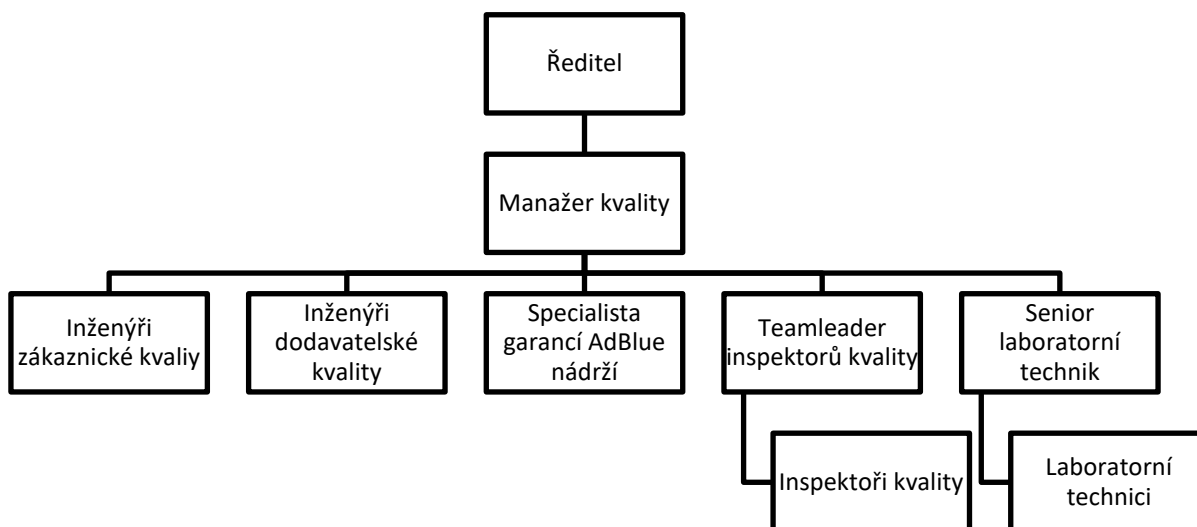 Ředitel
Manažer kvality
Inženýři
zákaznické kvaliy
Inženýři
dodavatelské
kvality
Specialista
garancí AdBlue
nádrží
Teamleader
inspektorů kvality
Senior
laboratorní
technik
Inspektoři kvality
Laboratorní
technici